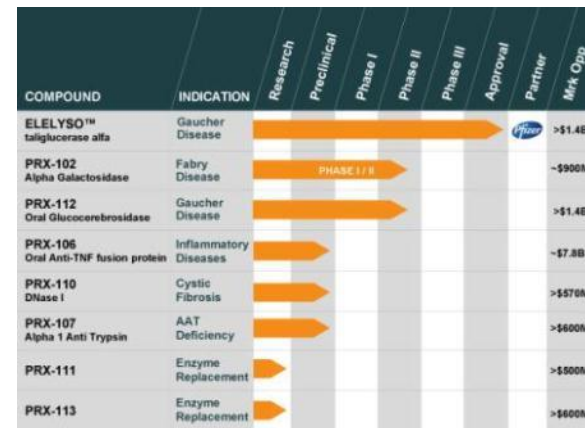 COMPOUND INDICATION Research Preclinical Phase I Phase II Phase III Approval Partner Mrk Opp
ELELYSO™ Gaucher Pfizer >$1.4B
taliglucerase alfa Disease
PRX-102 Fabry PHASE I / II ~$900M
Alpha Galactosidase Disease
PRX-112 Gaucher >$1.4B
Oral Glucocerebrosidase Disease
PRX-106 Inflammatory ~$7.8B
Oral Anti-TNF fusion protein Diseases
PRX-110 Cystic >$570M
DNase I Fibrosis
PRX-107 AAT >$600M
Alpha 1 Anti Trypsin Deficiency
PRX-111 Enzyme >$500M
Replacement
PRX-113 Enzyme >$600M
Replacement